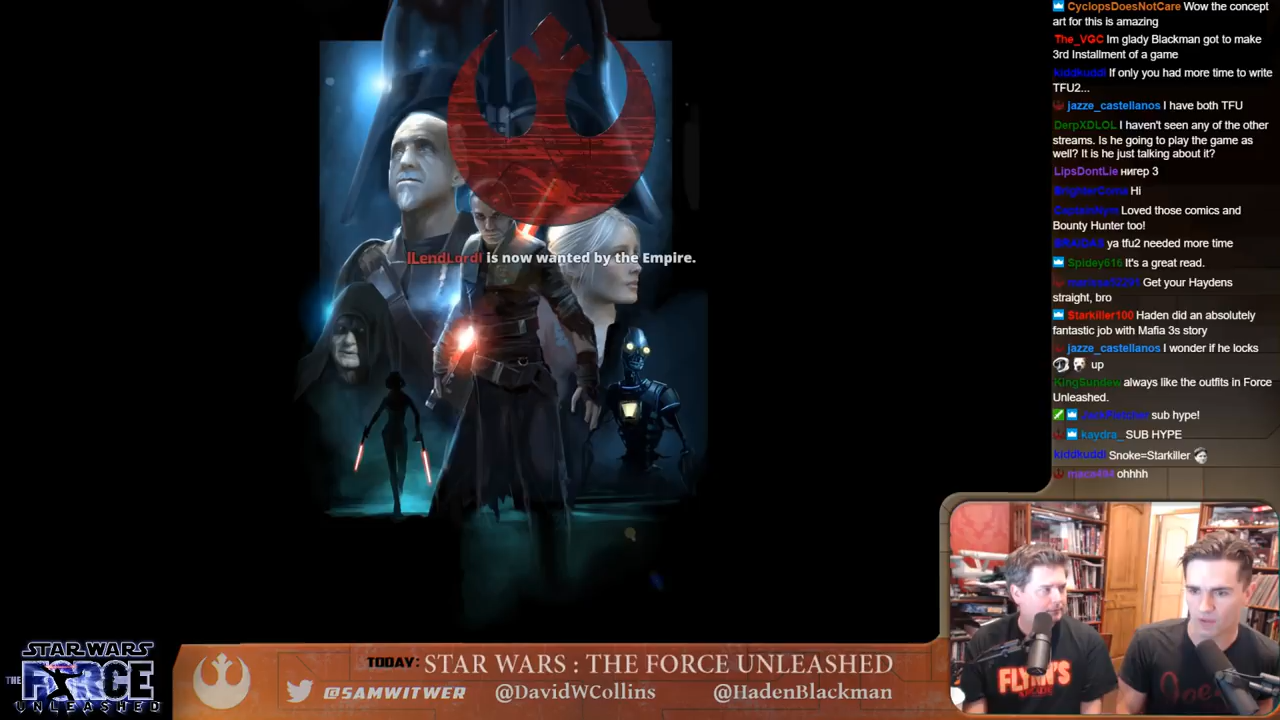 CyclopsDoesNotCare Wow the concept
art for this is amazing
The_VGC Im glady Blackman got to make
3rd Installment of a game
kiddkuddi If only you had more time to write
TFU2...
jazze_castellanos I have both TFU
DerpXDLOL I haven't seen any of the other
streams. Is he going to play the game as
well? It is he just talking about it?
LipsDontLie нигер 3
Hi
CaptainNym Loved those comics and
Bounty Hunter too!
BRAIDAS ya tfu2 needed more time
Spidey616 It's a great read.
Get your Haydens
straight, bro
Starkiller100 Haden did an absolutely
fantastic job with Mafia 3s story
jazze_castellanos I wonder if he locks
up
KingSundew always like the outfits in Force
Unleashed.
sub hype!
kaydra_ SUB HYPE
kiddkuddi Snoke=Starkiller
ohhhh
is now wanted by the Empire.
STAR WARS
THE FORCE
UNLEASHED
TODAY: STAR WARS : THE FORCE UNLEASHED
@SAMWITWER @DavidWCollins @HadenBlackman
FLYNN'S